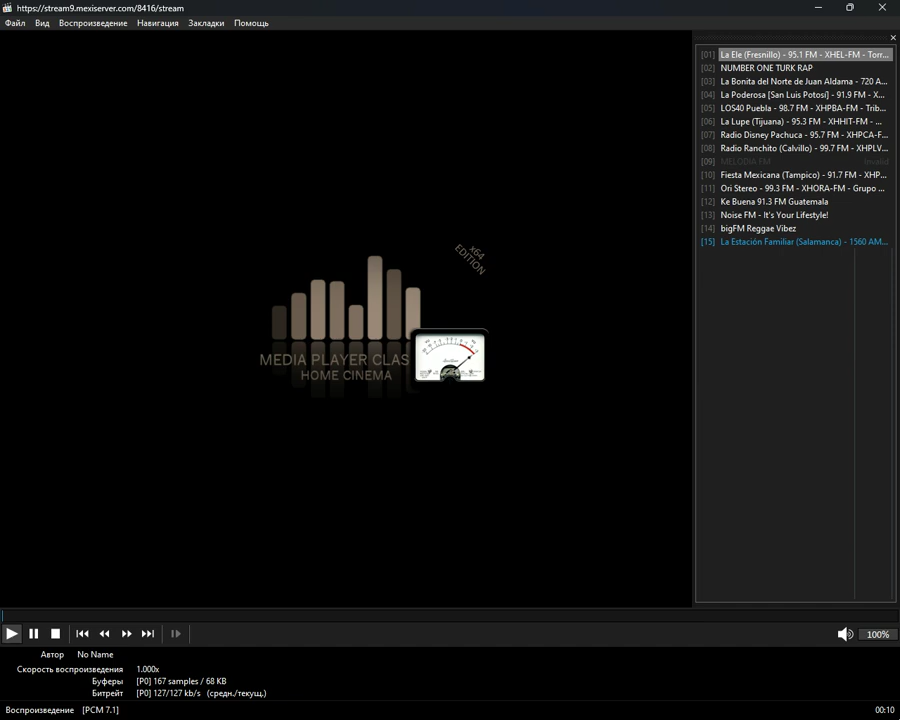 https://stream9.mexiserver.com/8416/stream
Файл Вид Воспроизведение Навигация Закладки Помощь
[01] La Ele (Fresnillo) - 95.1 FM - XHEL-FM - Torr...
[02] NUMBER ONE TURK RAP
[03] La Bonita del Norte de Juan Aldama - 720 A...
[04] La Poderosa [San Luis Potosí] - 91.9 FM - X...
[05] LOS40 Puebla - 98.7 FM - XHPBA-FM - Trib...
[06] La Lupe (Tijuana) - 95.3 FM - XHHIT-FM - ...
[07] Radio Disney Pachuca - 95.7 FM - XHPCA-F...
[08] Radio Ranchito (Calvillo) - 99.7 FM - XHPLV...
[09] MELODIA FM Invalid
[10] Fiesta Mexicana (Tampico) - 91.7 FM - XHP...
[11] Ori Stereo - 99.3 FM - XHORA-FM - Grupo ...
[12] Ke Buena 91.3 FM Guatemala
[13] Noise FM - It's Your Lifestyle!
[14] bigFM Reggae Vibez
[15] La Estación Familiar (Salamanca) - 1560 AM...
x64
EDITION
MEDIA PLAYER CLAS
HOME CINEMA
100%
Автор No Name
Скорость воспроизведения 1.000x
Буферы [P0] 167 samples / 68 KB
Битрейт [P0] 127/127 kb/s (средн./текущ.)
Воспроизведение [PCM 7.1] 00:10